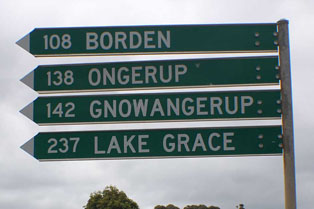 108 BORDEN
138 ONGERUP
142 GNOWANGERUP
237 LAKE GRACE